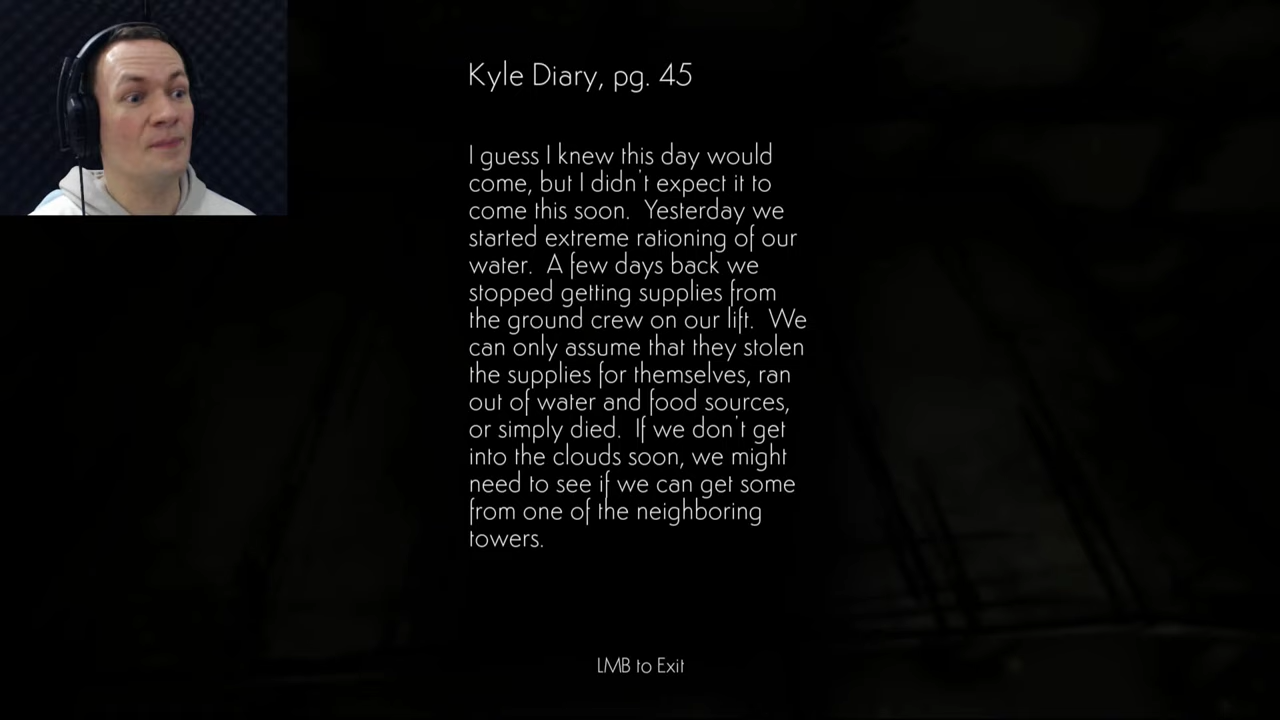 Kyle Diary, pg. 45
I guess I knew this day would
come, but I didn't expect it to
come this soon.  Yesterday we
started extreme rationing of our
water.  A few days back we
stopped getting supplies from
the ground crew on our lift.  We
can only assume that they stolen
the supplies for themselves, ran
out of water and food sources,
or simply died.  If we don't get
into the clouds soon, we might
need to see if we can get some
from one of the neighboring
towers.
LMB to Exit